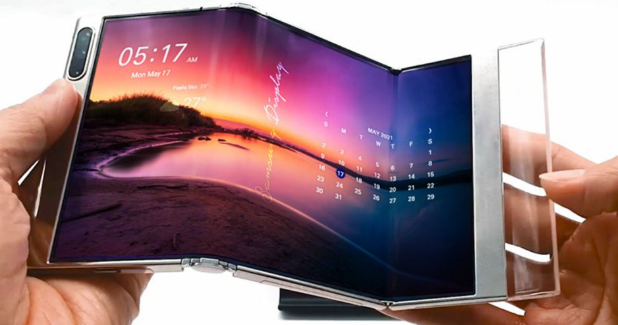 05:17 AM
Mon May 17
27°
Samsung Display
MAY 2021
S M T W T F S
1
2 3 4 5 6 7 8
9 10 11 12 13 14 15
16 17 18 19 20 21 22
23 24 25 26 27 28 29
30 31